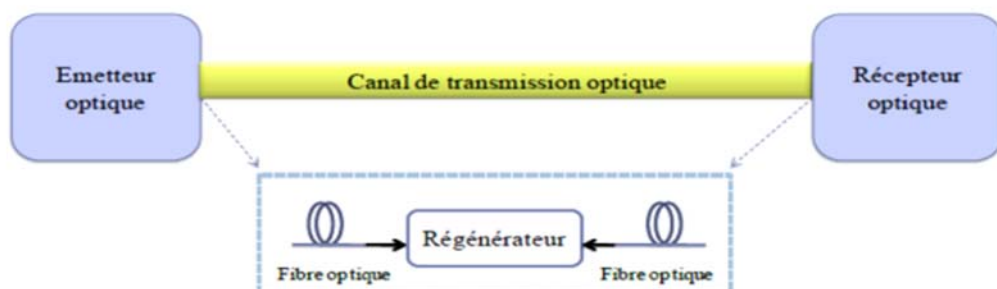 Emetteur
optique
Canal de transmission optique
Récepteur
optique
Régénérateur
Fibre optique
Fibre optique